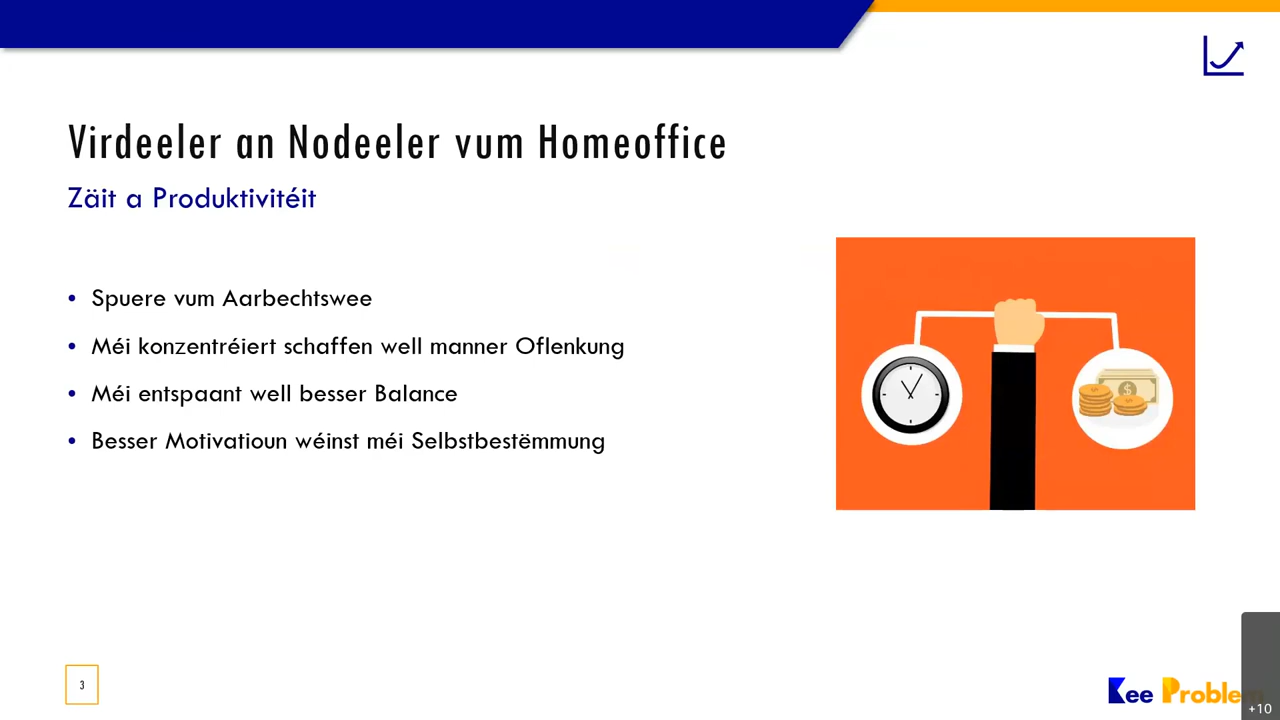 Virdeeler an Nodeeler vum Homeoffice
Zäit a Produktivitéit
• Spuere vum Aarbechtswee
• Méi konzentréiert schaffen well manner Oflenkung
• Méi entspaant well besser Balance
• Besser Motivatioun wéinst méi Selbstbestëmmung
3
Kee Problem
+10